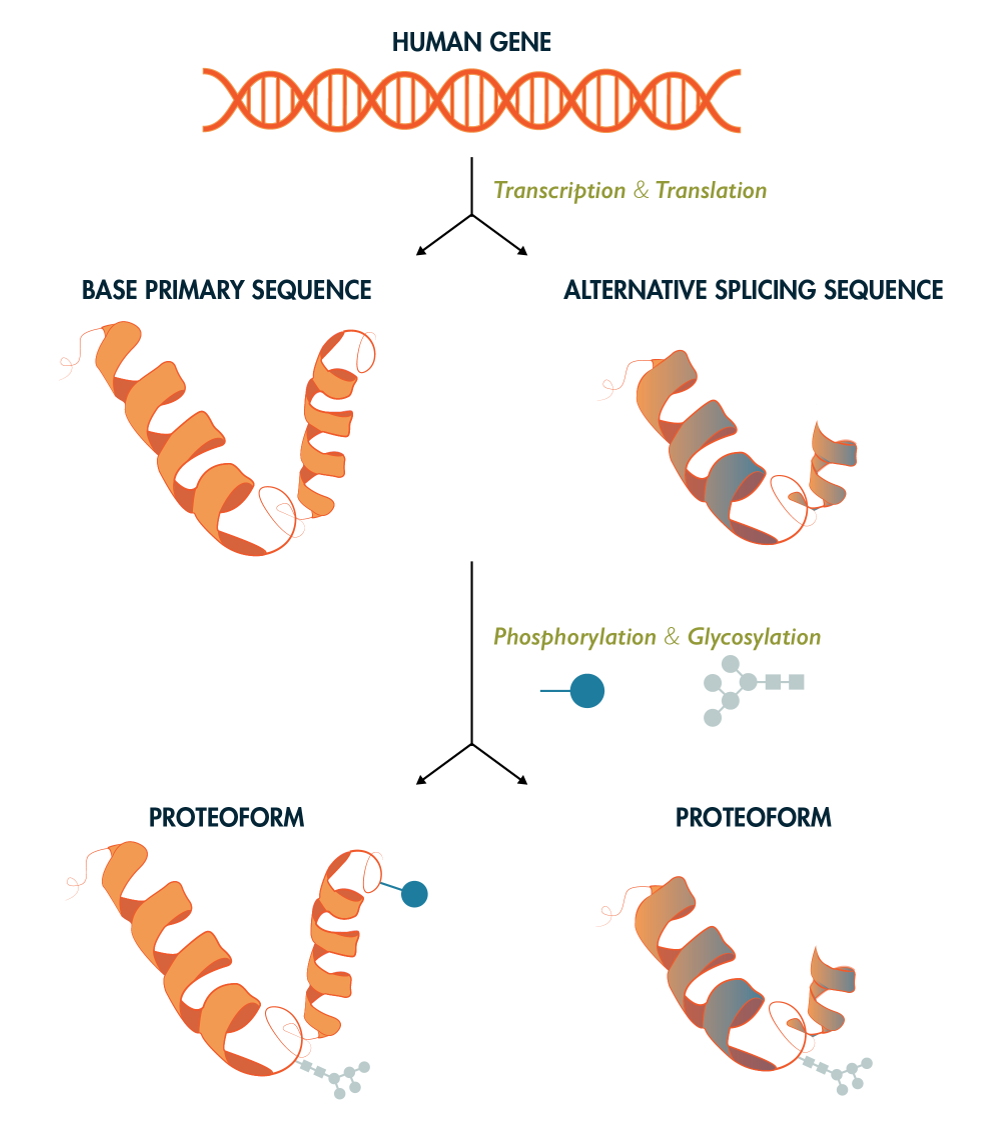 HUMAN GENE
Transcription & Translation
BASE PRIMARY SEQUENCE
ALTERNATIVE SPLICING SEQUENCE
Phosphorylation & Glycosylation
PROTEOFORM
PROTEOFORM